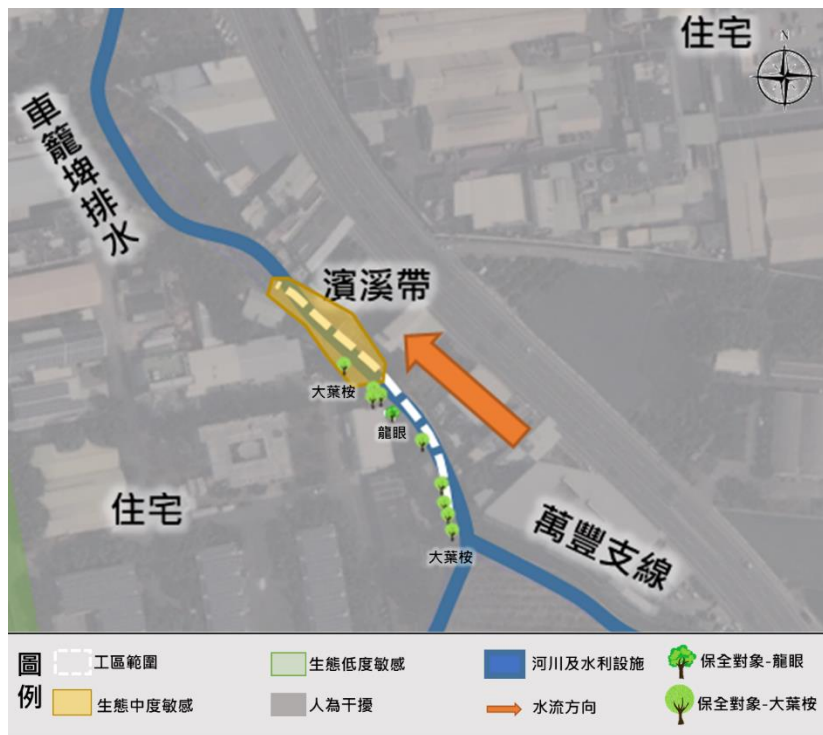 住宅
N
車籠埤排水
濱溪帶
大葉桉
龍眼
住宅
大葉桉
萬豐支線
圖例
工區範圍
生態低度敏感
河川及水利設施
保全對象-龍眼
生態中度敏感
人為干擾
水流方向
保全對象-大葉桉